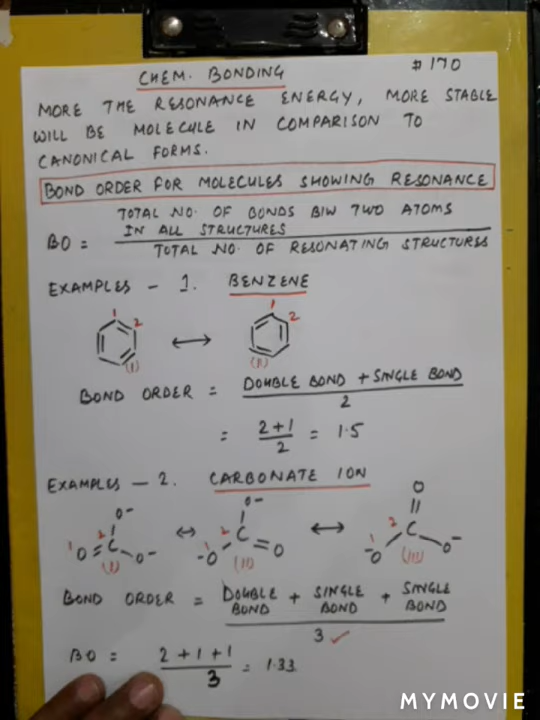 CHEM. BONDING
# 170
MORE THE RESONANCE ENERGY, MORE STABLE
WILL BE MOLECULE IN COMPARISON TO
CANONICAL FORMS.
BOND ORDER FOR MOLECULES SHOWING RESONANCE
BO = TOTAL NO. OF BONDS B/W TWO ATOMS
IN ALL STRUCTURES
TOTAL NO. OF RESONATING STRUCTURES
EXAMPLES - 1. BENZENE
1 2 (I) ↔ 1 2 (II)
BOND ORDER = DOUBLE BOND + SINGLE BOND
2
= 2+1 / 2 = 1.5
EXAMPLES - 2. CARBONATE ION
O- O- O
1 O = 2 C O- (I) ↔ 1 -O 2 C = O (II) ↔ 1 -O 2 C O- (III)
BOND ORDER = DOUBLE BOND + SINGLE BOND + SINGLE BOND
3 ✓
BO = 2+1+1 / 3 = 1.33
MYMOVIE